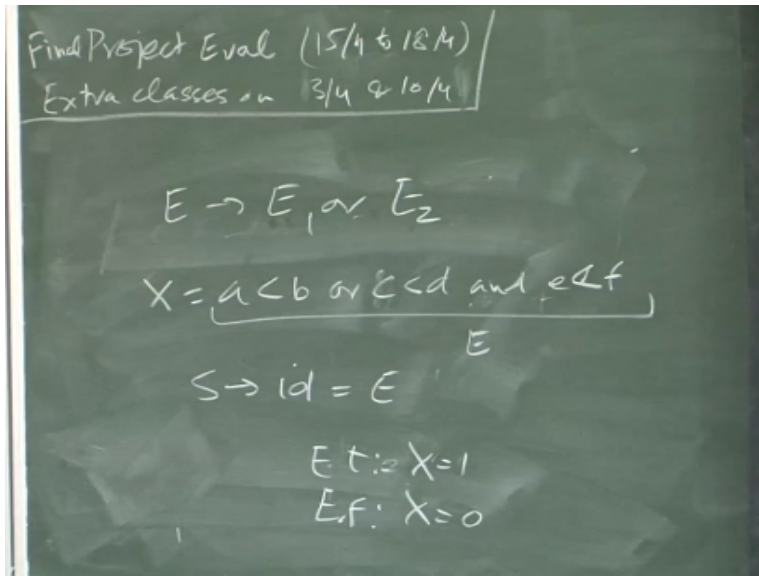 Final Project Eval (15/4 to 18/4)
Extra classes on 3/4 & 10/4
E → E₁ or E₂
X = a<b or c<d and e<f
E
S → id = E
E.t: X=1
E.f: X=0